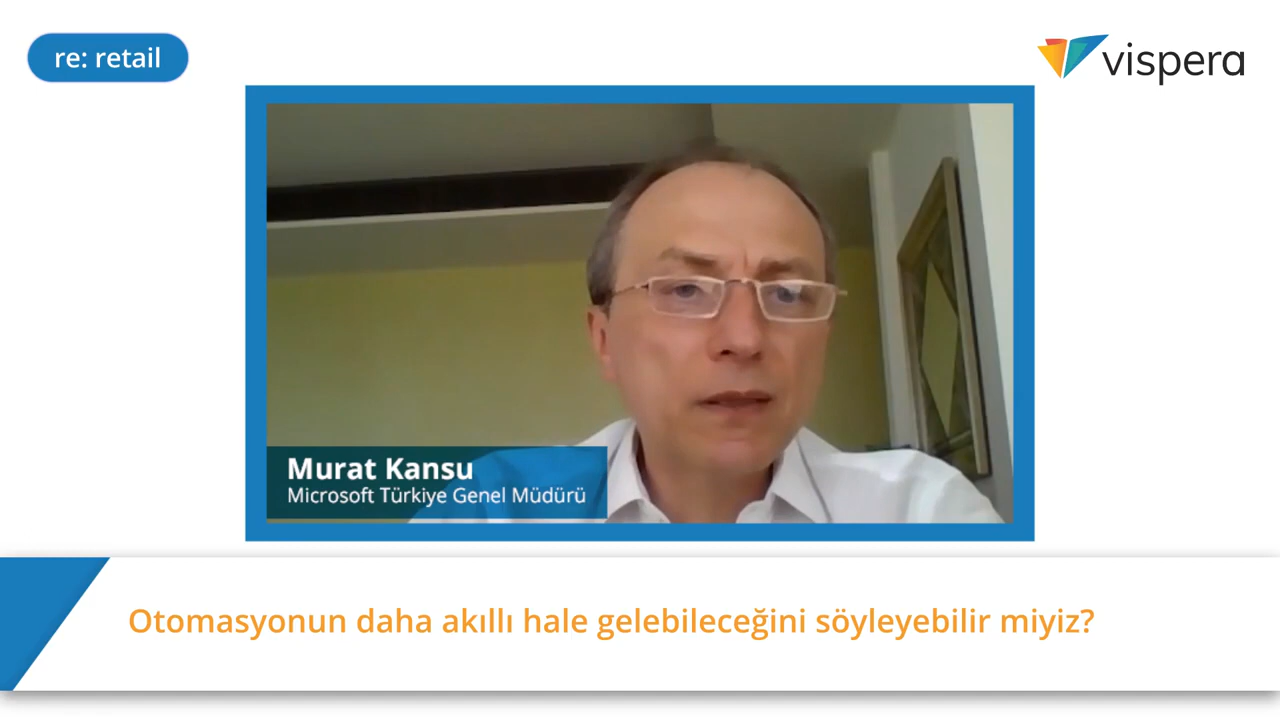 re: retail
vispera
Murat Kansu
Microsoft Türkiye Genel Müdürü
Otomasyonun daha akıllı hale gelebileceğini söyleyebilir miyiz?